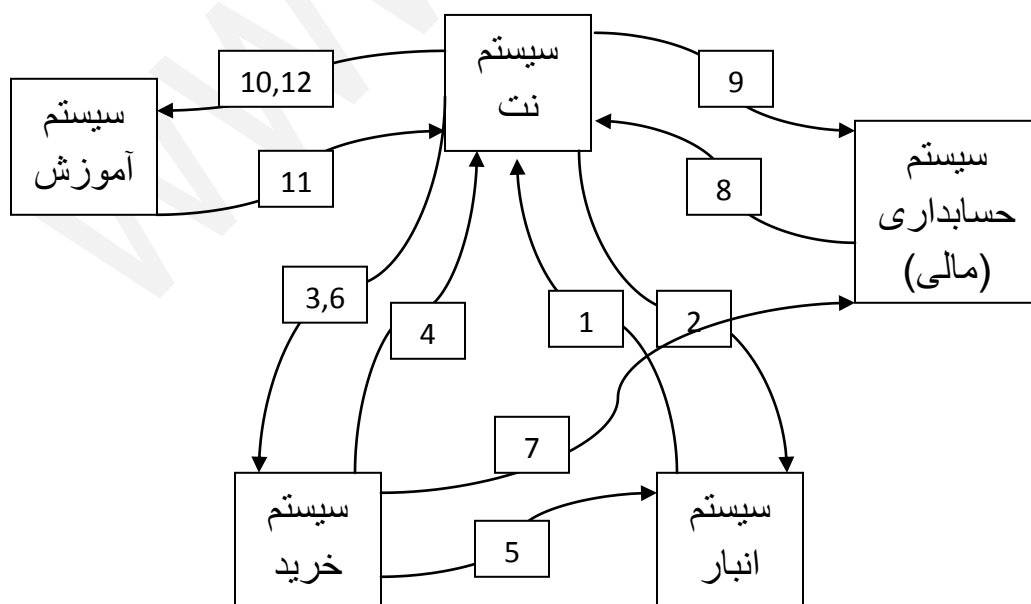 سیستم
نت
10,12
9
سیستم
آموزش
سیستم
حسابداری
(مالی)
11
8
3,6
4
1
2
7
5
سیستم
خرید
سیستم
انبار